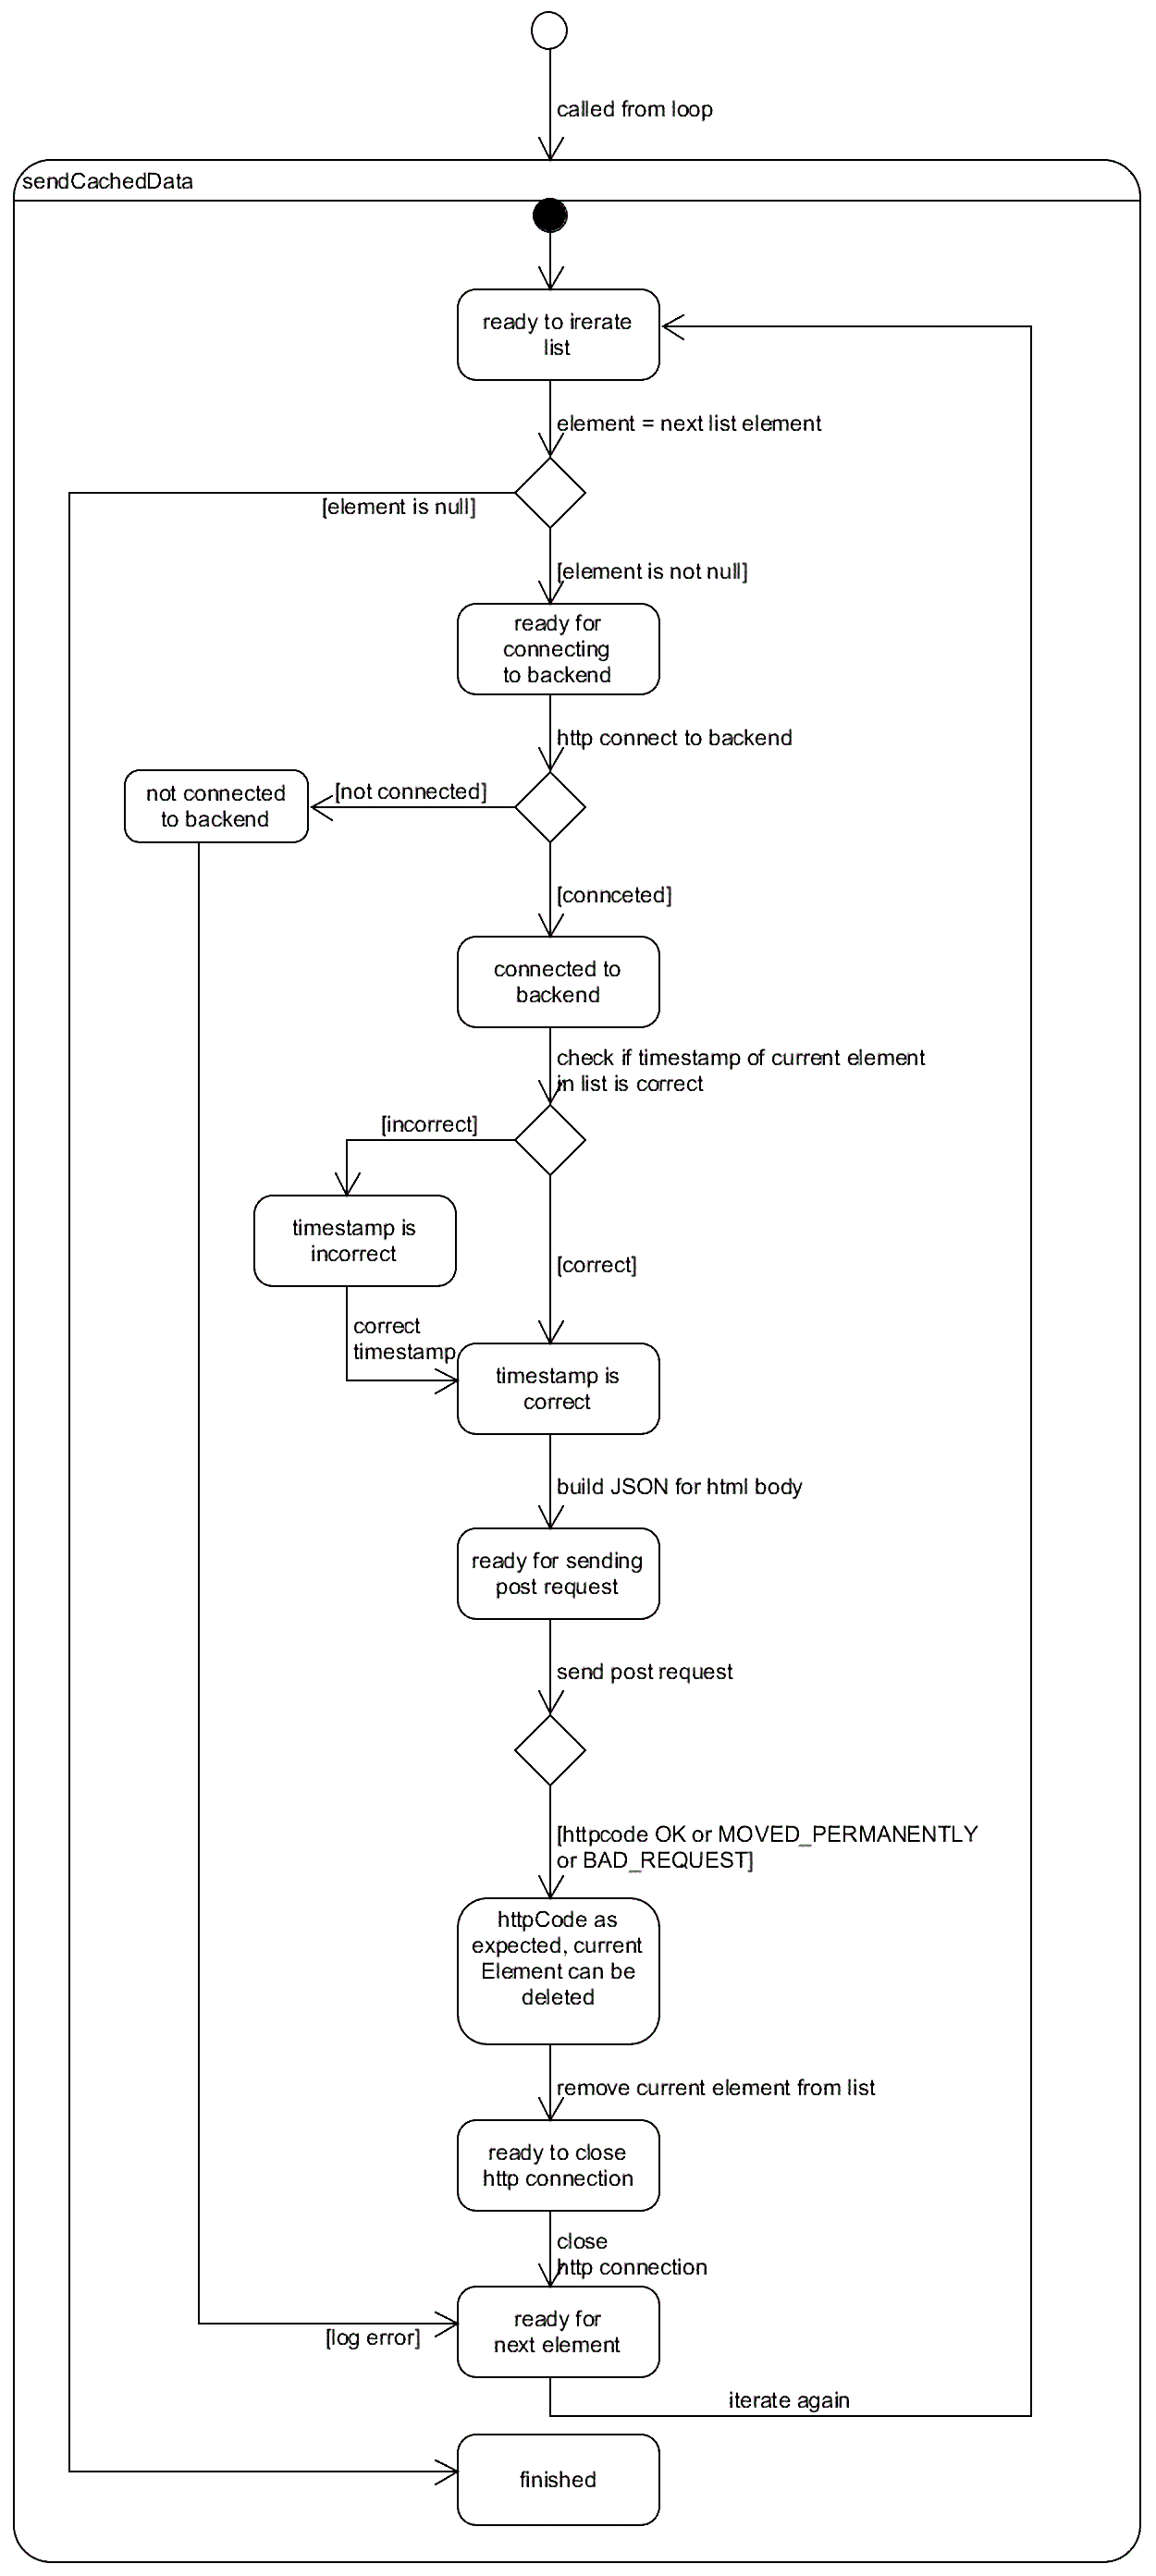 called from loop
sendCachedData
ready to irerate
list
element = next list element
[element is null]
[element is not null]
ready for
connecting
to backend
http connect to backend
not connected
to backend
[not connected]
[connceted]
connected to
backend
check if timestamp of current element
in list is correct
[incorrect]
timestamp is
incorrect
[correct]
correct
timestamp
timestamp is
correct
build JSON for html body
ready for sending
post request
send post request
[httpcode OK or MOVED_PERMANENTLY
or BAD_REQUEST]
httpCode as
expected, current
Element can be
deleted
remove current element from list
ready to close
http connection
close
http connection
ready for
next element
[log error]
iterate again
finished